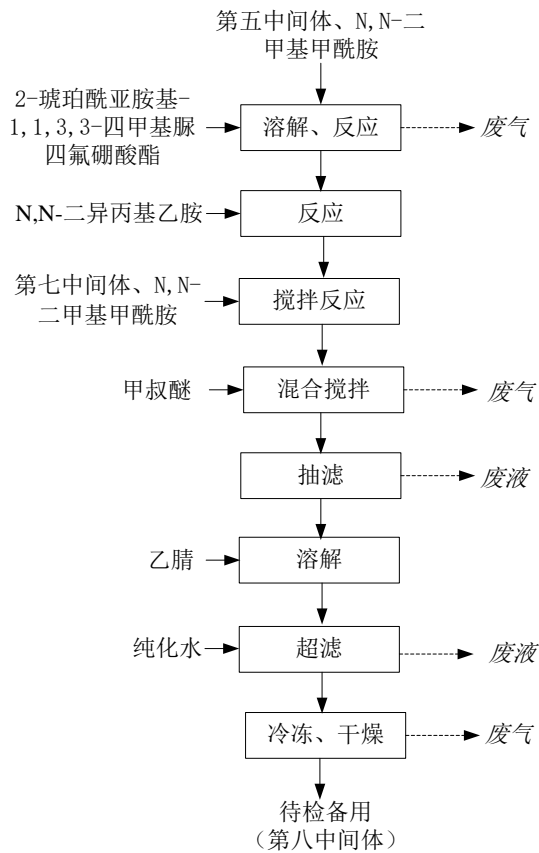 第五中间体、N,N-二
甲基甲酰胺
2-琥珀酰亚胺基-
1,1,3,3-四甲基脲
四氟硼酸酯
溶解、反应
废气
N,N-二异丙基乙胺
反应
第七中间体、N,N-
二甲基甲酰胺
搅拌反应
甲叔醚
混合搅拌
废气
抽滤
废液
乙腈
溶解
纯化水
超滤
废液
冷冻、干燥
废气
待检备用
（第八中间体）